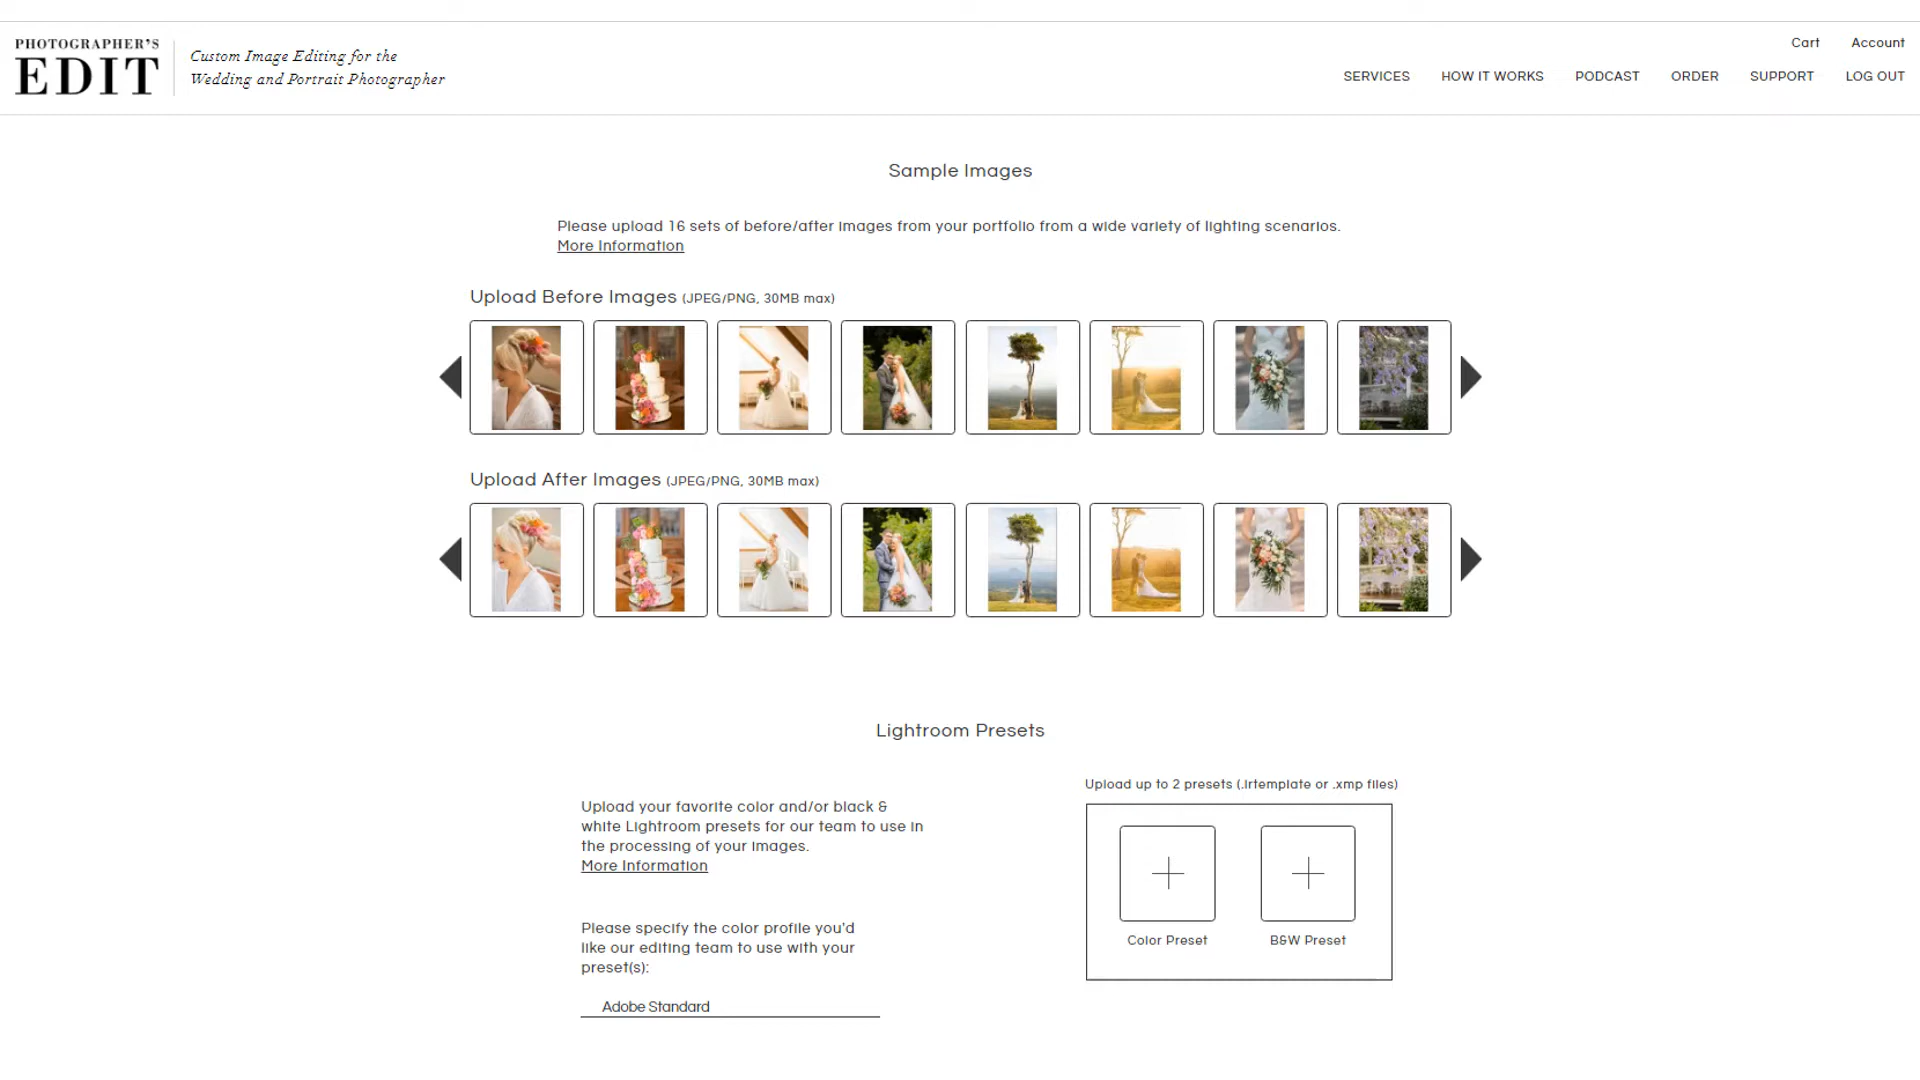 PHOTOGRAPHER'S
EDIT
Custom Image Editing for the
Wedding and Portrait Photographer
Cart
Account
SERVICES
HOW IT WORKS
PODCAST
ORDER
SUPPORT
LOG OUT
Sample Images
Please upload 16 sets of before/after images from your portfolio from a wide variety of lighting scenarios.
More Information
Upload Before Images (JPEG/PNG, 30MB max)
Upload After Images (JPEG/PNG, 30MB max)
Lightroom Presets
Upload your favorite color and/or black &
white Lightroom presets for our team to use in
the processing of your images.
More Information
Please specify the color profile you'd
like our editing team to use with your
preset(s):
Adobe Standard
Upload up to 2 presets (.lrtemplate or .xmp files)
Color Preset
B&W Preset